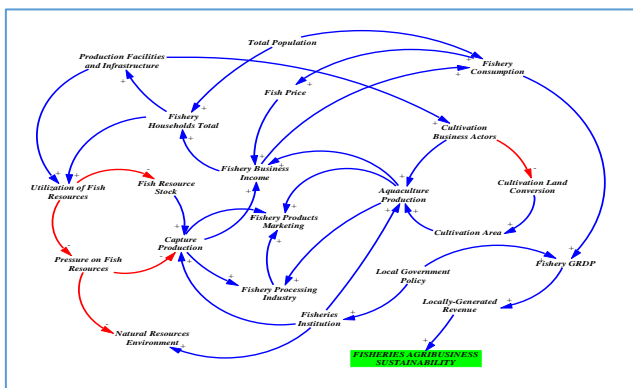 Total Population
Production Facilities
and Infrastructure
Fishery
Consumption
Fish Price
Fishery
Households Total
Cultivation
Business Actors
Fishery Business
Income
Utilization of Fish
Resources
Fish Resource
Stock
Aquaculture
Production
Cultivation Land
Conversion
Fishery Products
Marketing
Capture
Production
Cultivation Area
Pressure on Fish
Resources
Local Government
Policy
Fishery GRDP
Fishery Processing
Industry
Locally-Generated
Revenue
Fisheries
Institution
Natural Resources
Environment
FISHERIES AGRIBUSINESS
SUSTAINABILITY